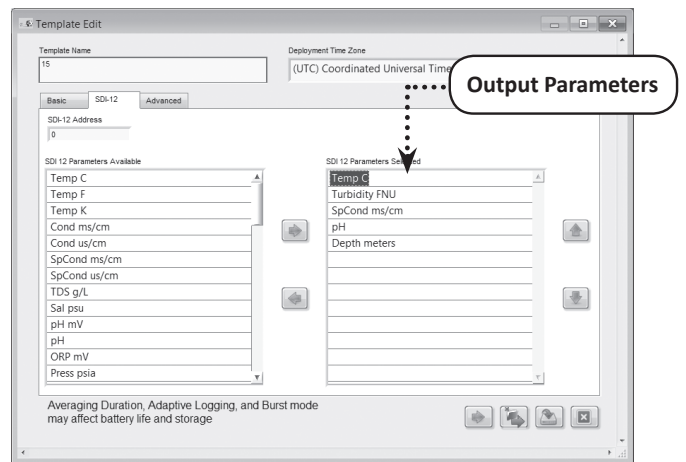 Template Edit
Template Name
Deployment Time Zone
15
(UTC) Coordinated Universal Time
Output Parameters
Basic
SDI-12
Advanced
SDI-12 Address
0
SDI 12 Parameters Available
SDI 12 Parameters Selected
Temp C
Temp F
Temp K
Cond ms/cm
Cond us/cm
SpCond ms/cm
SpCond us/cm
TDS g/L
Sal psu
pH mV
pH
ORP mV
Press psia
Temp C
Turbidity FNU
SpCond ms/cm
pH
Depth meters
Averaging Duration, Adaptive Logging, and Burst mode
may affect battery life and storage